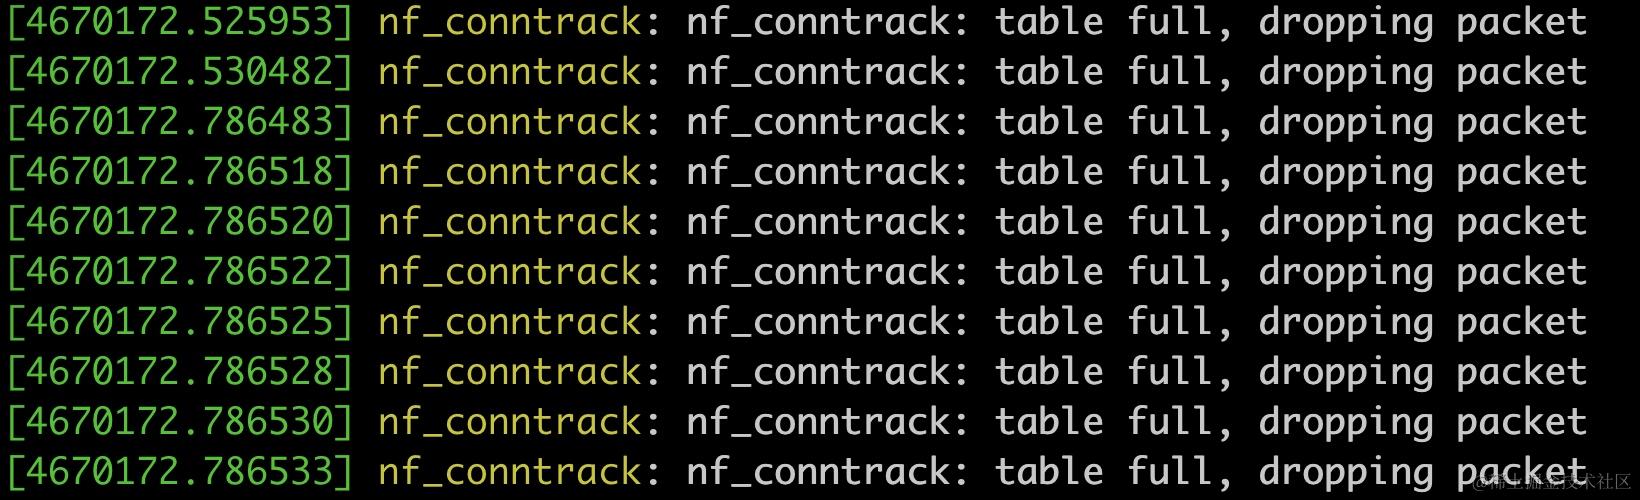 [4670172.525953] nf_conntrack: nf_conntrack: table full, dropping packet
[4670172.530482] nf_conntrack: nf_conntrack: table full, dropping packet
[4670172.786483] nf_conntrack: nf_conntrack: table full, dropping packet
[4670172.786518] nf_conntrack: nf_conntrack: table full, dropping packet
[4670172.786520] nf_conntrack: nf_conntrack: table full, dropping packet
[4670172.786522] nf_conntrack: nf_conntrack: table full, dropping packet
[4670172.786525] nf_conntrack: nf_conntrack: table full, dropping packet
[4670172.786528] nf_conntrack: nf_conntrack: table full, dropping packet
[4670172.786530] nf_conntrack: nf_conntrack: table full, dropping packet
[4670172.786533] nf_conntrack: nf_conntrack: table full, dropping packet
@稀土掘金技术社区